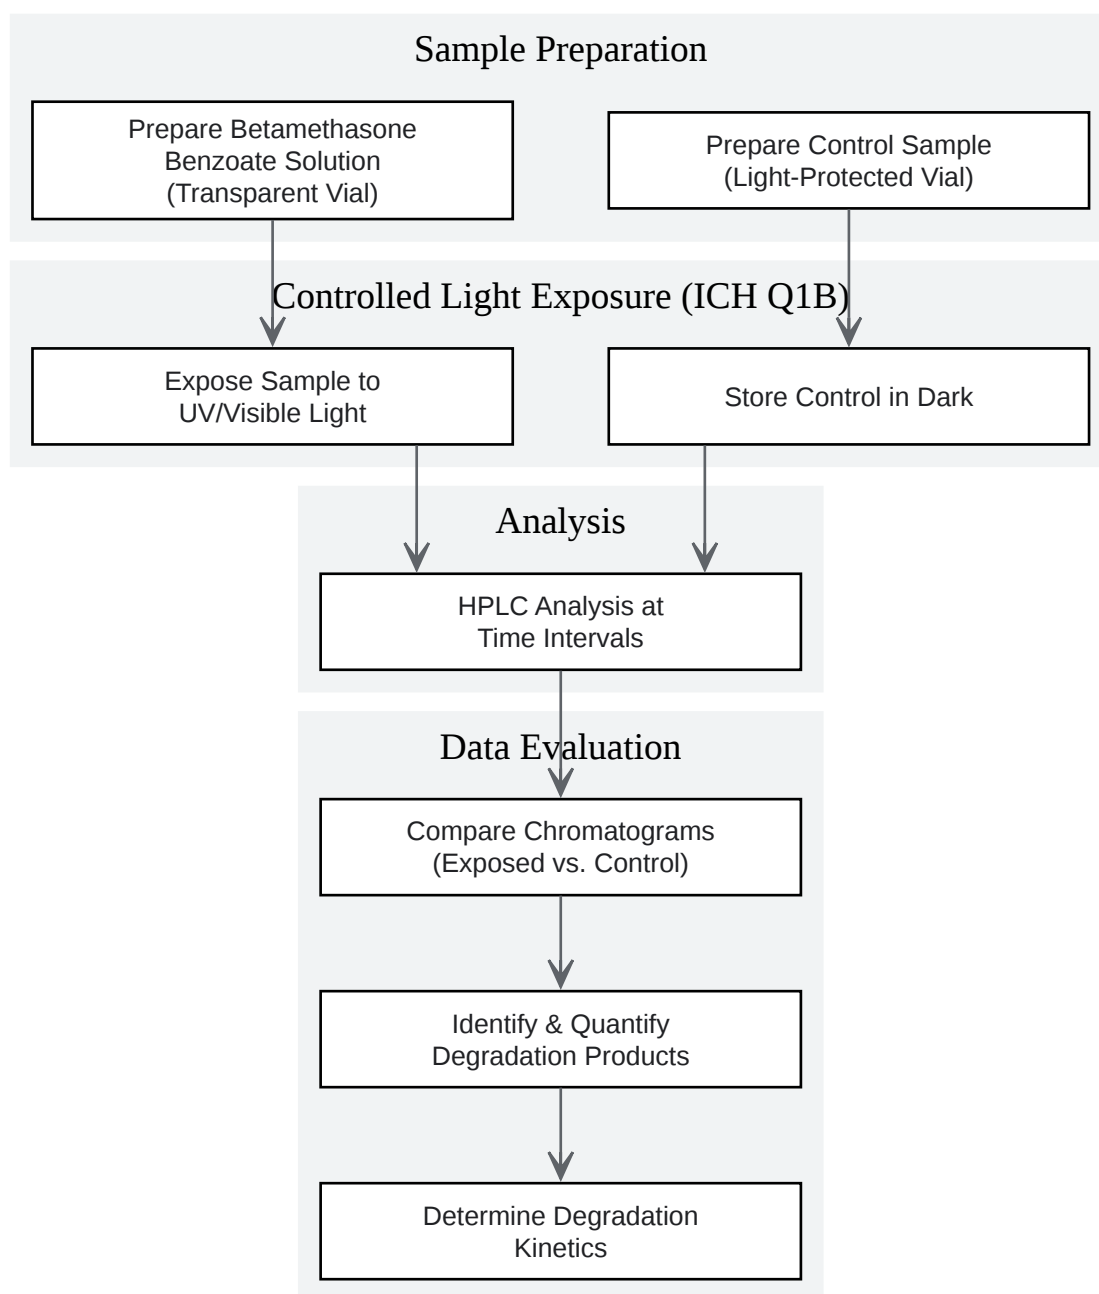 Sample Preparation
Prepare Betamethasone
Benzoate Solution
(Transparent Vial)
Prepare Control Sample
(Light-Protected Vial)
Controlled Light Exposure (ICH Q1B)
Expose Sample to
UV/Visible Light
Store Control in Dark
Analysis
HPLC Analysis at
Time Intervals
Data Evaluation
Compare Chromatograms
(Exposed vs. Control)
Identify & Quantify
Degradation Products
Determine Degradation
Kinetics